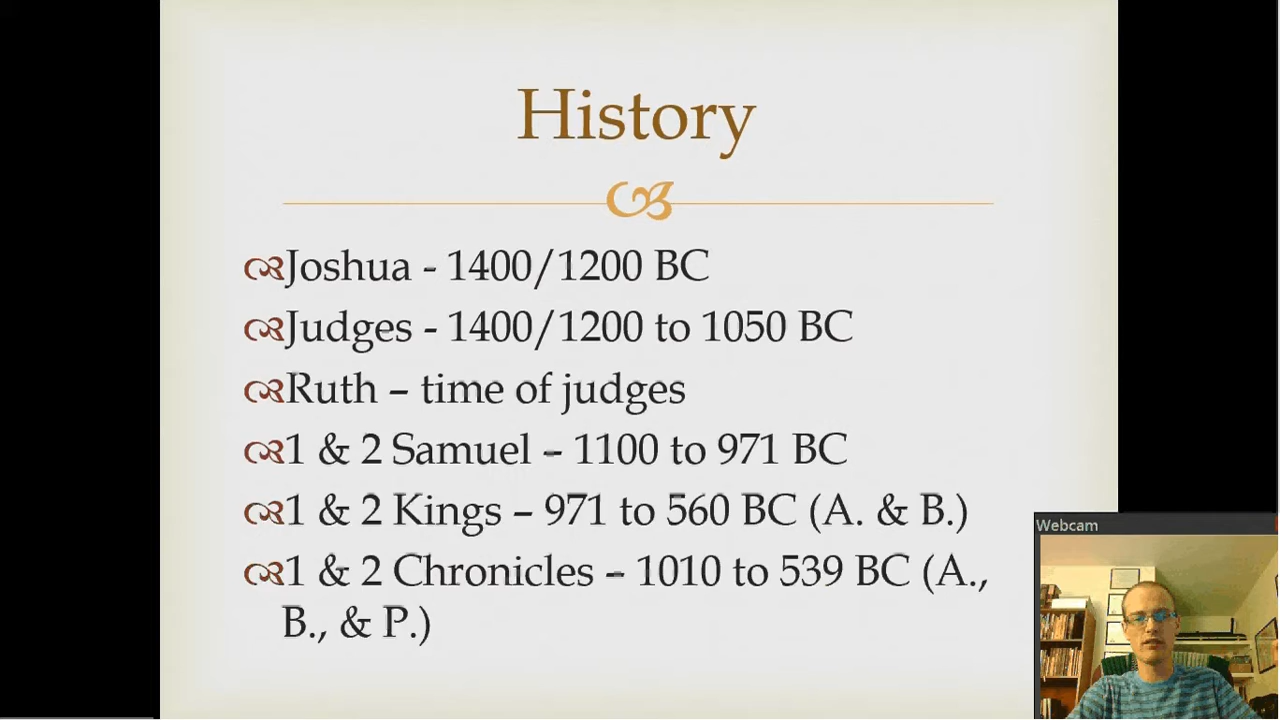 History
Joshua - 1400/1200 BC
Judges - 1400/1200 to 1050 BC
Ruth – time of judges
1 & 2 Samuel – 1100 to 971 BC
1 & 2 Kings – 971 to 560 BC (A. & B.)
1 & 2 Chronicles – 1010 to 539 BC (A.,
B., & P.)
Webcam